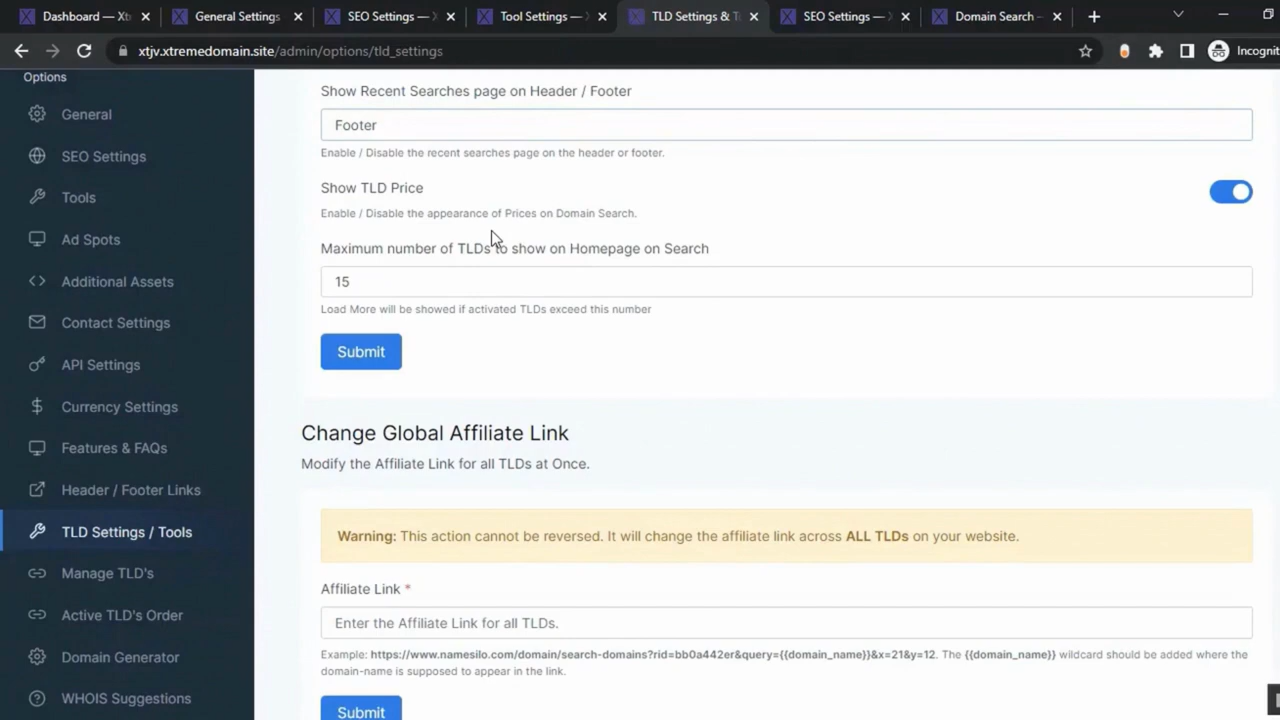 Dashboard — Xtr
General Settings
SEO Settings — X
Tool Settings — X
TLD Settings & T
SEO Settings — X
Domain Search —
xtjv.xtremedomain.site/admin/options/tld_settings
Incognit
Options
General
SEO Settings
Tools
Ad Spots
Additional Assets
Contact Settings
API Settings
Currency Settings
Features & FAQs
Header / Footer Links
TLD Settings / Tools
Manage TLD's
Active TLD's Order
Domain Generator
WHOIS Suggestions
Show Recent Searches page on Header / Footer
Footer
Enable / Disable the recent searches page on the header or footer.
Show TLD Price
Enable / Disable the appearance of Prices on Domain Search.
Maximum number of TLDs to show on Homepage on Search
15
Load More will be showed if activated TLDs exceed this number
Submit
Change Global Affiliate Link
Modify the Affiliate Link for all TLDs at Once.
Warning: This action cannot be reversed. It will change the affiliate link across ALL TLDs on your website.
Affiliate Link *
Enter the Affiliate Link for all TLDs.
Example: https://www.namesilo.com/domain/search-domains?rid=bb0a442er&query={{domain_name}}&x=21&y=12. The {{domain_name}} wildcard should be added where the
domain-name is supposed to appear in the link.
Submit